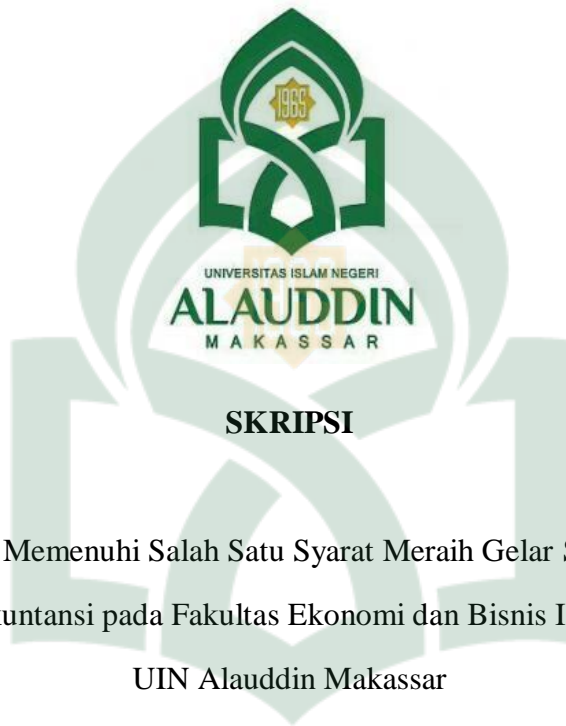 1965
UNIVERSITAS ISLAM NEGERI
ALAUDDIN
MAKASSAR
SKRIPSI
Memenuhi Salah Satu Syarat Meraih Gelar S
untansi pada Fakultas Ekonomi dan Bisnis I
UIN Alauddin Makassar